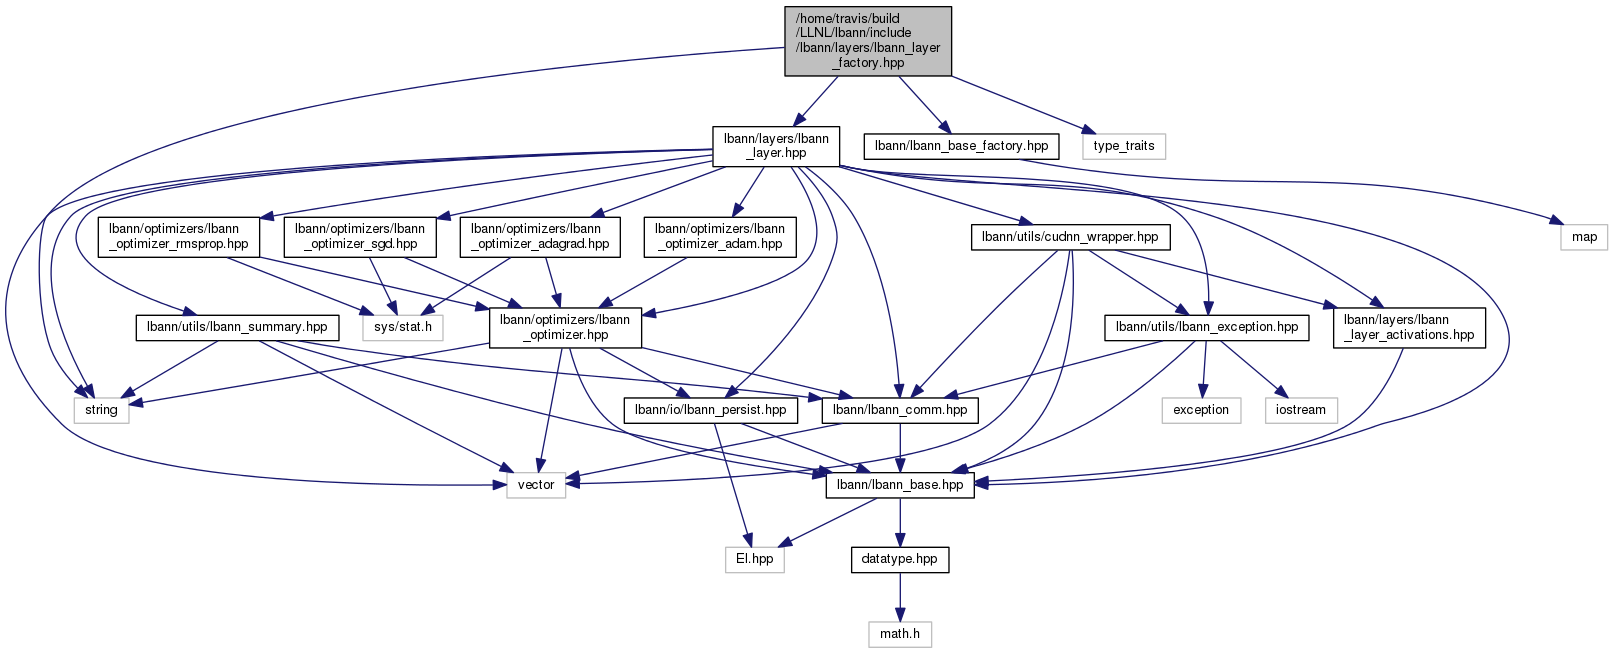 /home/travis/build
/LLNL/lbann/include
/lbann/layers/lbann_layer
_factory.hpp
lbann/layers/lbann
_layer.hpp
lbann/lbann_base_factory.hpp
type_traits
lbann/optimizers/lbann
_optimizer_rmsprop.hpp
lbann/optimizers/lbann
_optimizer_sgd.hpp
lbann/optimizers/lbann
_optimizer_adagrad.hpp
lbann/optimizers/lbann
_optimizer_adam.hpp
lbann/utils/cudnn_wrapper.hpp
map
lbann/utils/lbann_summary.hpp
sys/stat.h
lbann/optimizers/lbann
_optimizer.hpp
lbann/utils/lbann_exception.hpp
lbann/layers/lbann
_layer_activations.hpp
string
lbann/io/lbann_persist.hpp
lbann/lbann_comm.hpp
exception
iostream
vector
lbann/lbann_base.hpp
El.hpp
datatype.hpp
math.h